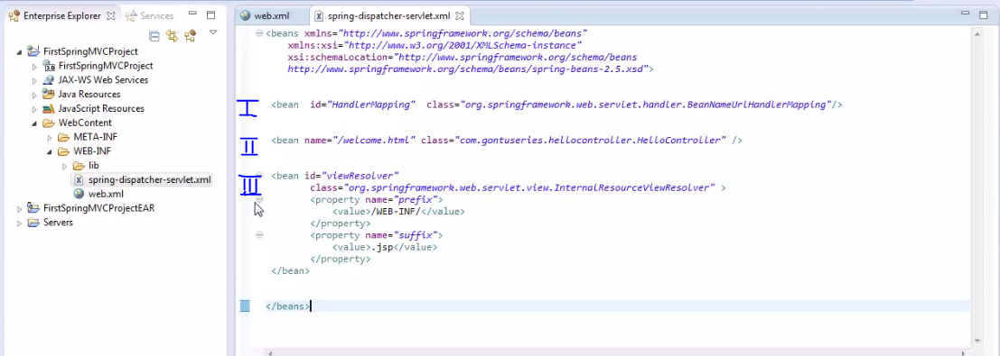 Enterprise Explorer
Services
FirstSpringMVCProject
FirstSpringMVCProject
JAX-WS Web Services
Java Resources
JavaScript Resources
WebContent
META-INF
WEB-INF
lib
spring-dispatcher-servlet.xml
web.xml
FirstSpringMVCProjectEAR
Servers
web.xml
spring-dispatcher-servlet.xml
<beans xmlns="http://www.springframework.org/schema/beans"
xmlns:xsi="http://www.w3.org/2001/XMLSchema-instance"
xsi:schemaLocation="http://www.springframework.org/schema/beans
http://www.springframework.org/schema/beans/spring-beans-2.5.xsd">
I <bean id="HandlerMapping" class="org.springframework.web.servlet.handler.BeanNameUrlHandlerMapping"/>
II <bean name="/welcome.html" class="com.gontuseries.hellocontroller.HelloController" />
III <bean id="viewResolver"
class="org.springframework.web.servlet.view.InternalResourceViewResolver" >
<property name="prefix">
<value>/WEB-INF/</value>
</property>
<property name="suffix">
<value>.jsp</value>
</property>
</bean>
</beans>